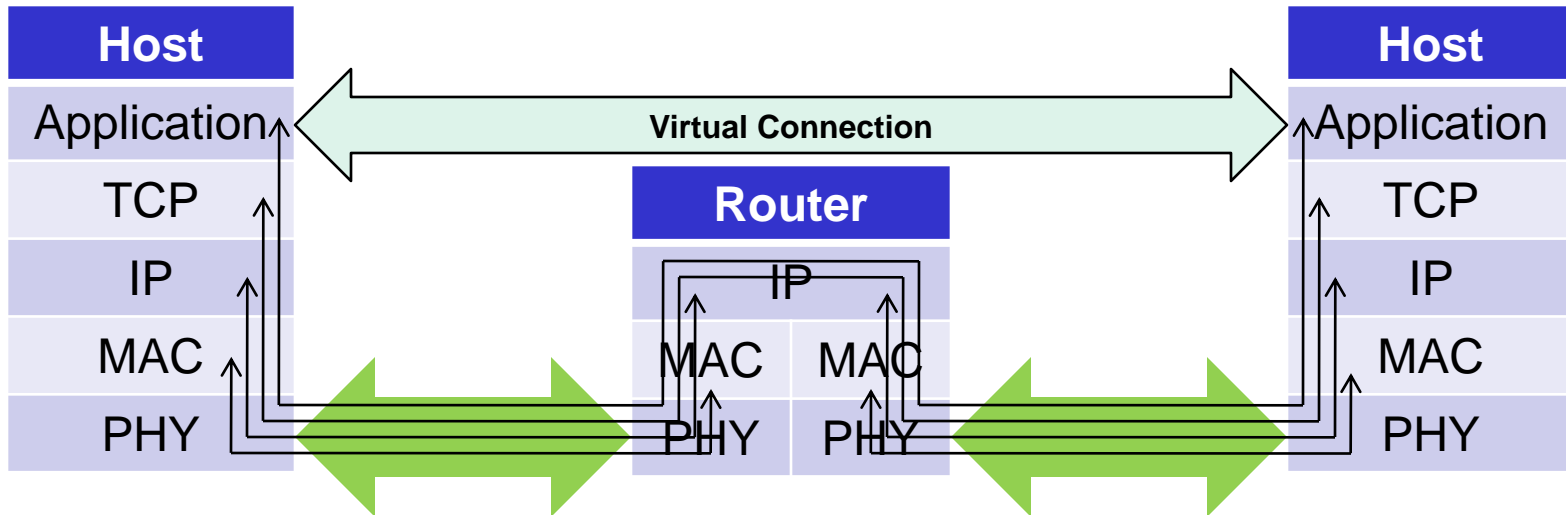 Host
Host
Application
Virtual Connection
Application
TCP
Router
TCP
IP
IP
IP
MAC
MAC
MAC
MAC
PHY
PHY
PHY
PHY